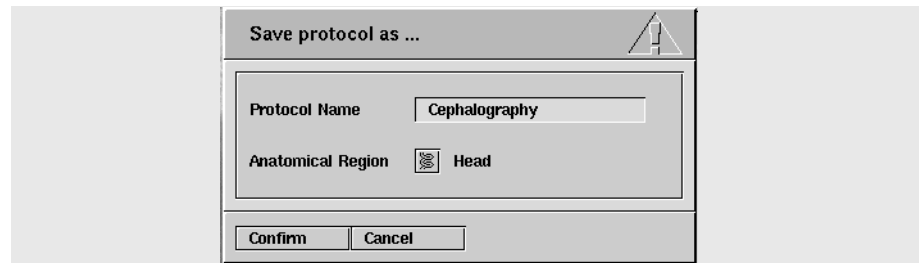 Save protocol as ...
Protocol Name Cephalography
Anatomical Region Head
Confirm Cancel